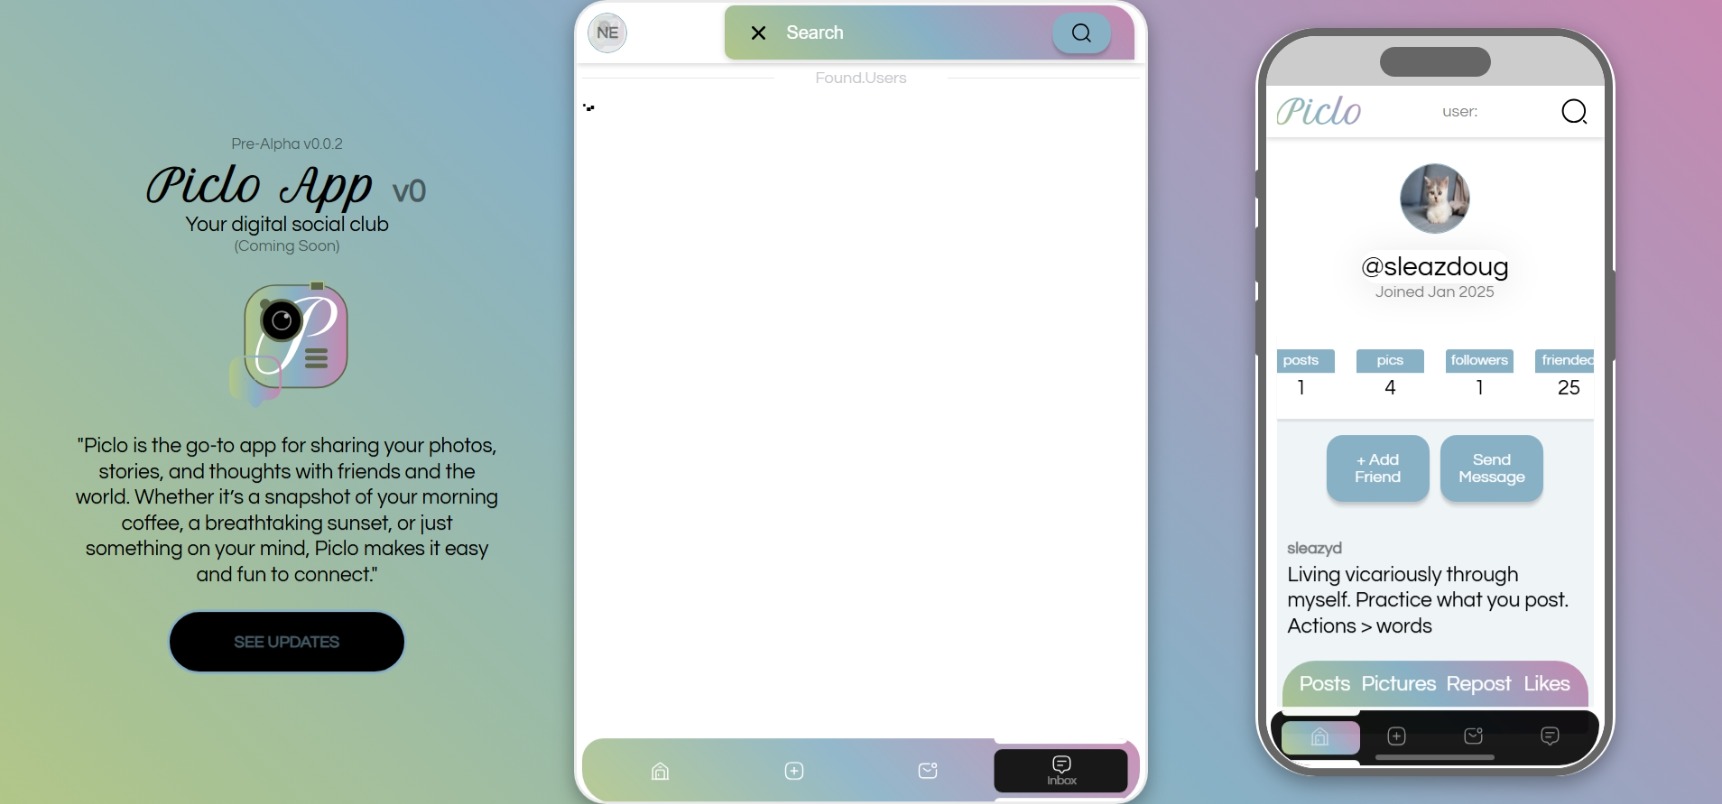 Pre-Alpha v0.0.2
Piclo App v0
Your digital social club
(Coming Soon)
P
"Piclo is the go-to app for sharing your photos,
stories, and thoughts with friends and the
world. Whether it's a snapshot of your morning
coffee, a breathtaking sunset, or just
something on your mind, Piclo makes it easy
and fun to connect."
SEE UPDATES
NE
Search
Found.Users
Inbox
Piclo user:
@sleazdoug
Joined Jan 2025
posts pics followers friended
1 4 1 25
+ Add
Friend
Send
Message
sleazyd
Living vicariously through
myself. Practice what you post.
Actions > words
Posts Pictures Repost Likes